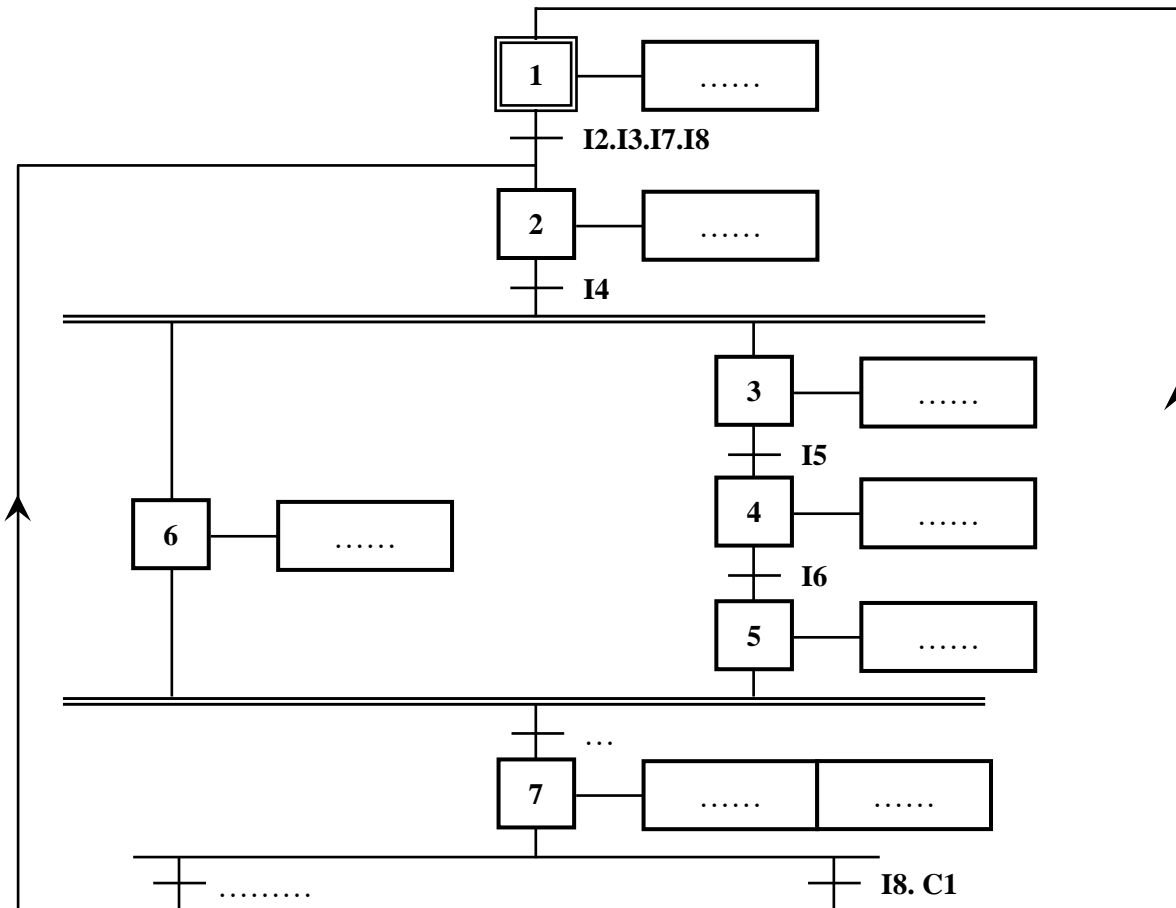 1 ……
I2.I3.I7.I8
2 ……
I4
3 ……
I5
4 ……
6 ……
I6
5 ……
…
7 …… ……
……… I8. C1